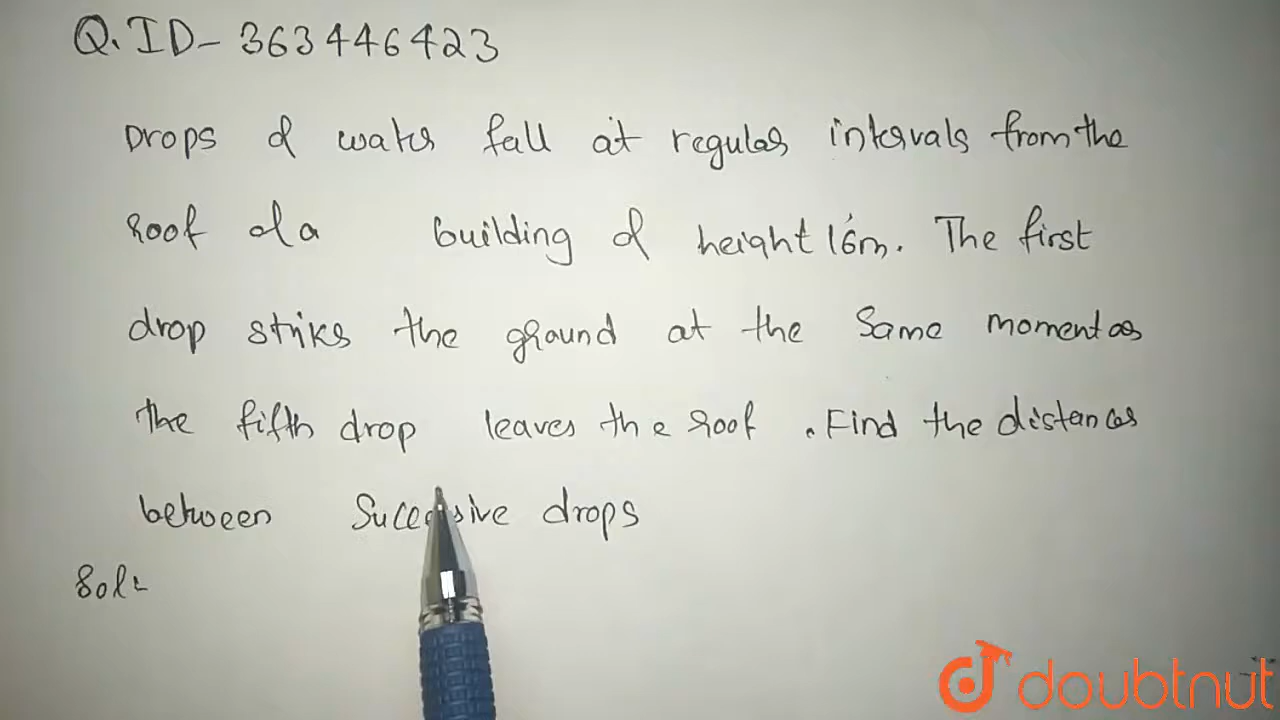 Q. ID - 363446423
Drops of water fall at regular intervals from the
roof of a building of height 16m. The first
drop strikes the ground at the same moment as
the fifth drop leaves the roof. Find the distances
between drops
Sol:-
doubtnut